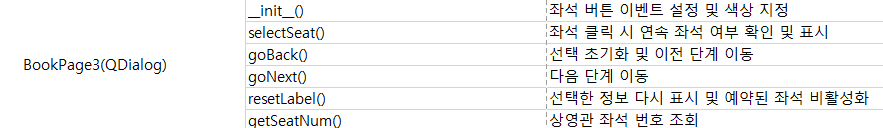 __init__() 좌석 버튼 이벤트 설정 및 색상 지정
selectSeat() 좌석 클릭 시 연속 좌석 여부 확인 및 표시
goBack() 선택 초기화 및 이전 단계 이동
BookPage3(QDialog)
goNext() 다음 단계 이동
resetLabel() 선택한 정보 다시 표시 및 예약된 좌석 비활성화
getSeatNum() 상영관 좌석 번호 조회